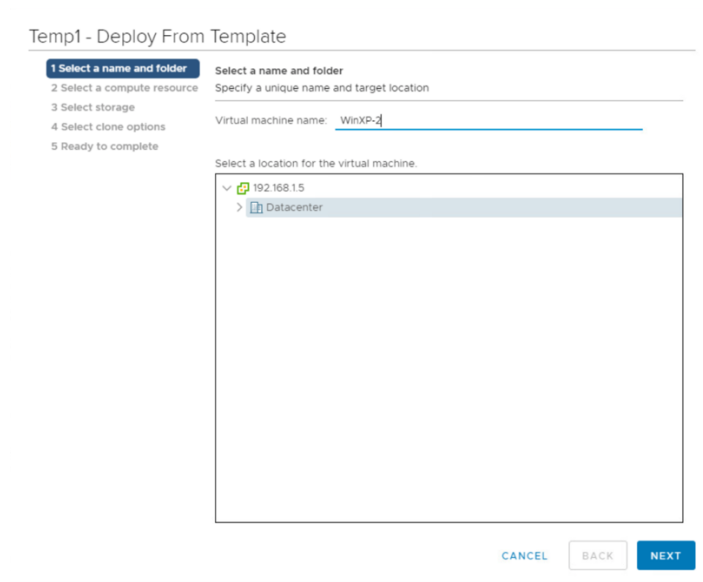 Temp1 - Deploy From Template
1 Select a name and folder
2 Select a compute resource
3 Select storage
4 Select clone options
5 Ready to complete
Select a name and folder
Specify a unique name and target location
Virtual machine name: WinXP-2
Select a location for the virtual machine.
192.168.1.5
Datacenter
CANCEL BACK NEXT